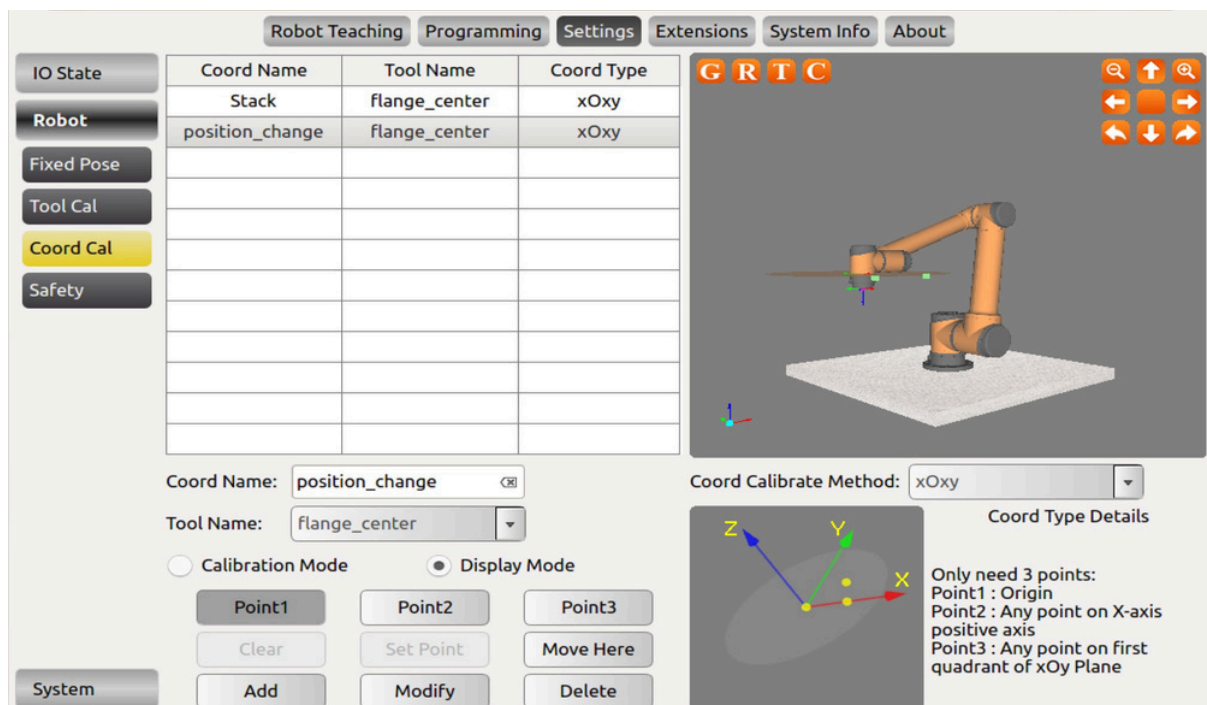 Robot Teaching Programming Settings Extensions System Info About
IO State
Robot
Fixed Pose
Tool Cal
Coord Cal
Safety
System
Coord Name Tool Name Coord Type
Stack flange_center xOxy
position_change flange_center xOxy
G R T C
Coord Name: position_change
Tool Name: flange_center
Calibration Mode Display Mode
Point1 Point2 Point3
Clear Set Point Move Here
Add Modify Delete
Coord Calibrate Method: xOxy
Z Y X
Coord Type Details
Only need 3 points:
Point1 : Origin
Point2 : Any point on X-axis
positive axis
Point3 : Any point on first
quadrant of xOy Plane